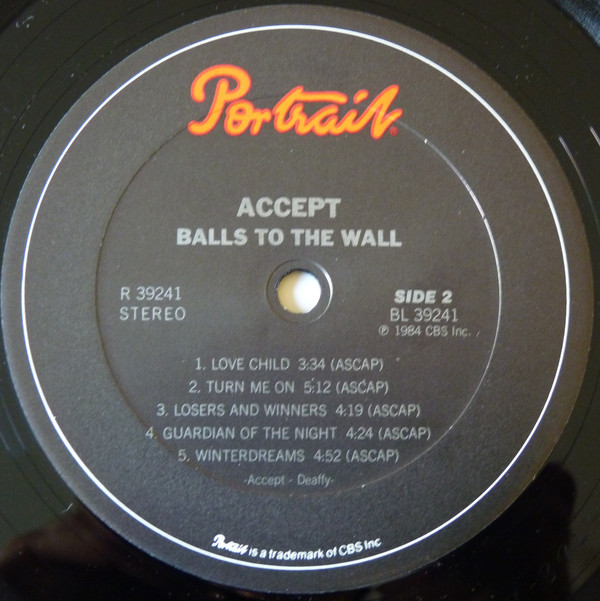 Portrait
ACCEPT
BALLS TO THE WALL
R 39241
STEREO
SIDE 2
BL 39241
℗ 1984 CBS Inc.
1. LOVE CHILD 3:34 (ASCAP)
2. TURN ME ON 5:12 (ASCAP)
3. LOSERS AND WINNERS 4:19 (ASCAP)
4. GUARDIAN OF THE NIGHT 4:24 (ASCAP)
5. WINTERDREAMS 4:52 (ASCAP)
-Accept - Deaffy-
Portrait is a trademark of CBS Inc